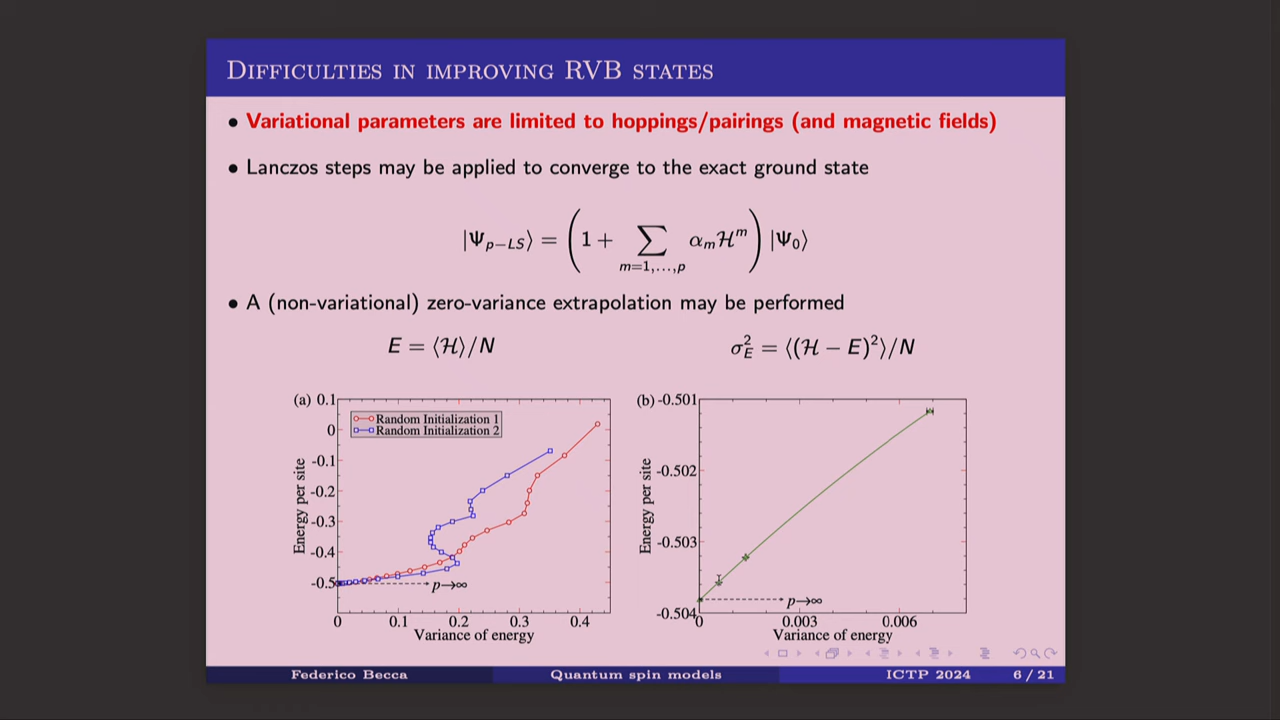 Difficulties in improving RVB states
• Variational parameters are limited to hoppings/pairings (and magnetic fields)
• Lanczos steps may be applied to converge to the exact ground state
|Ψ_{p−LS}⟩ = (1 + ∑_{m=1,...,p} α_m ℋ^m) |Ψ_0⟩
• A (non-variational) zero-variance extrapolation may be performed
E = ⟨ℋ⟩/N
σ_E^2 = ⟨(ℋ − E)^2⟩/N
(a)
0.1
0
-0.1
-0.2
-0.3
-0.4
-0.5
Energy per site
Random Initialization 1
Random Initialization 2
p→∞
0 0.1 0.2 0.3 0.4
Variance of energy
(b)
-0.501
-0.502
-0.503
-0.504
Energy per site
p→∞
0 0.003 0.006
Variance of energy
Federico Becca Quantum spin models ICTP 2024 6 / 21